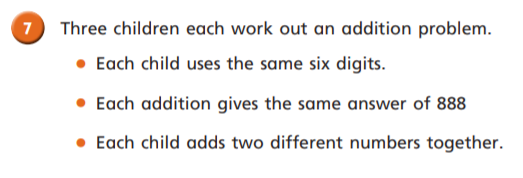 7 Three children each work out an addition problem.
• Each child uses the same six digits.
• Each addition gives the same answer of 888
• Each child adds two different numbers together.